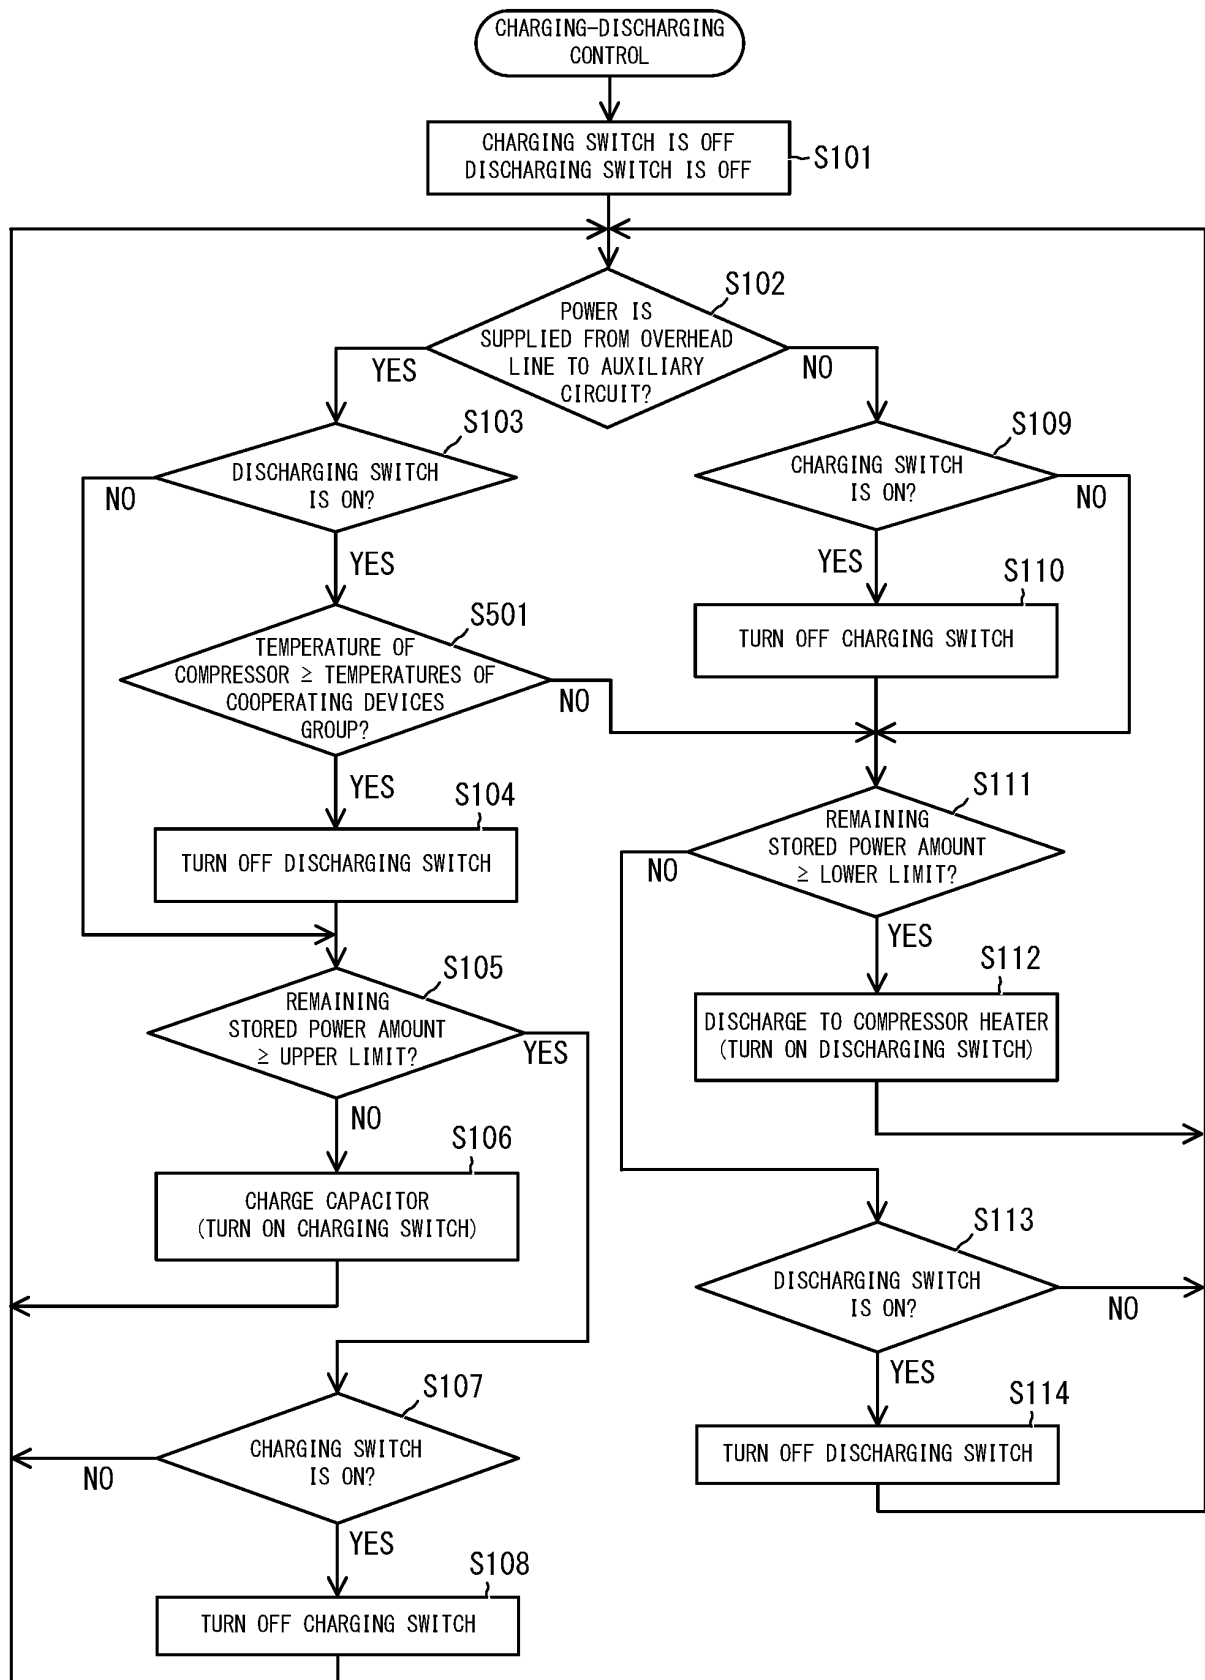 CHARGING-DISCHARGING
CONTROL
CHARGING SWITCH IS OFF
DISCHARGING SWITCH IS OFF
S101
S102
POWER IS
SUPPLIED FROM OVERHEAD
LINE TO AUXILIARY
CIRCUIT?
YES
NO
S103
DISCHARGING SWITCH
IS ON?
NO
YES
S109
CHARGING SWITCH
IS ON?
NO
YES
S110
TURN OFF CHARGING SWITCH
S501
TEMPERATURE OF
COMPRESSOR ≥ TEMPERATURES OF
COOPERATING DEVICES
GROUP?
NO
YES
S104
TURN OFF DISCHARGING SWITCH
S111
REMAINING
STORED POWER AMOUNT
≥ LOWER LIMIT?
NO
YES
S105
REMAINING
STORED POWER AMOUNT
≥ UPPER LIMIT?
YES
NO
S112
DISCHARGE TO COMPRESSOR HEATER
(TURN ON DISCHARGING SWITCH)
S106
CHARGE CAPACITOR
(TURN ON CHARGING SWITCH)
S113
DISCHARGING SWITCH
IS ON?
NO
YES
S107
CHARGING SWITCH
IS ON?
NO
YES
S114
TURN OFF DISCHARGING SWITCH
S108
TURN OFF CHARGING SWITCH